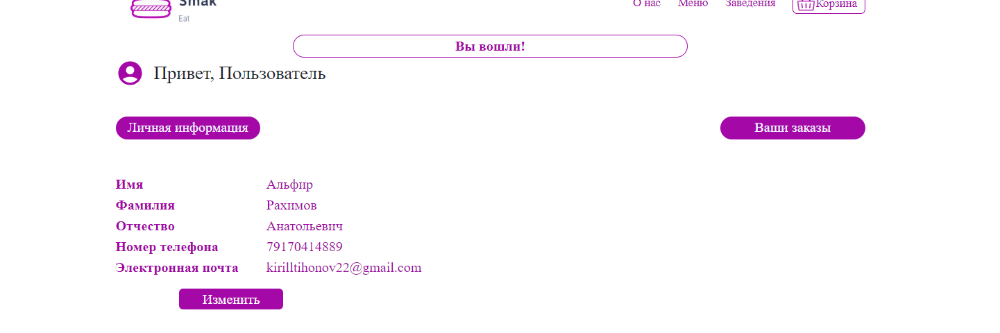 Smak
Eat
О нас Меню Заведения Корзина
Вы вошли!
Привет, Пользователь
Личная информация Ваши заказы
Имя Альфир
Фамилия Рахимов
Отчество Анатольевич
Номер телефона 79170414889
Электронная почта kirilltihonov22@gmail.com
Изменить